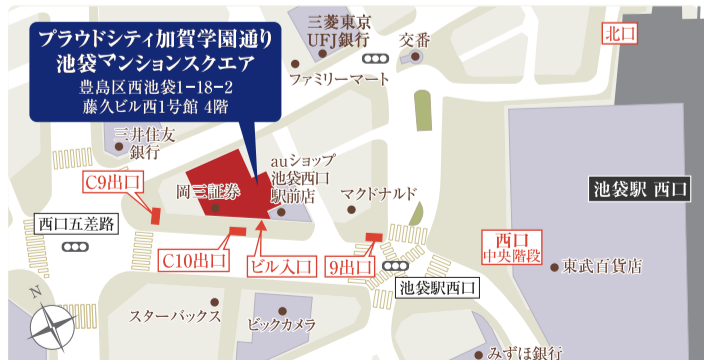 プラウドシティ加賀学園通り
池袋マンションスクエア
豊島区西池袋1-18-2
藤久ビル西1号館 4階
三菱東京
UFJ銀行
交番
北口
ファミリーマート
三井住友
銀行
auショップ
池袋西口
駅前店
岡三証券
マクドナルド
池袋駅 西口
C9出口
西口五差路
C10出口
ビル入口
9出口
西口
中央階段
東武百貨店
池袋駅西口
スターバックス
ビックカメラ
みずほ銀行
N